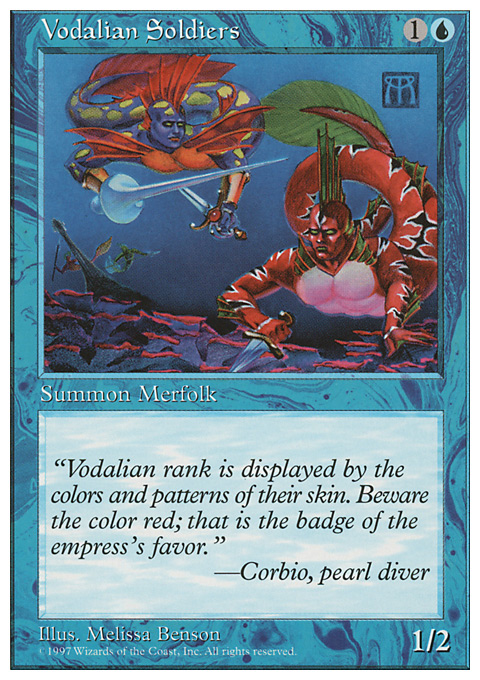 Vodalian Soldiers 1
Summon Merfolk
“Vodalian rank is displayed by the
colors and patterns of their skin. Beware
the color red; that is the badge of the
empress’s favor.”
—Corbio, pearl diver
Illus. Melissa Benson
©1997 Wizards of the Coast, Inc. All rights reserved.
1/2